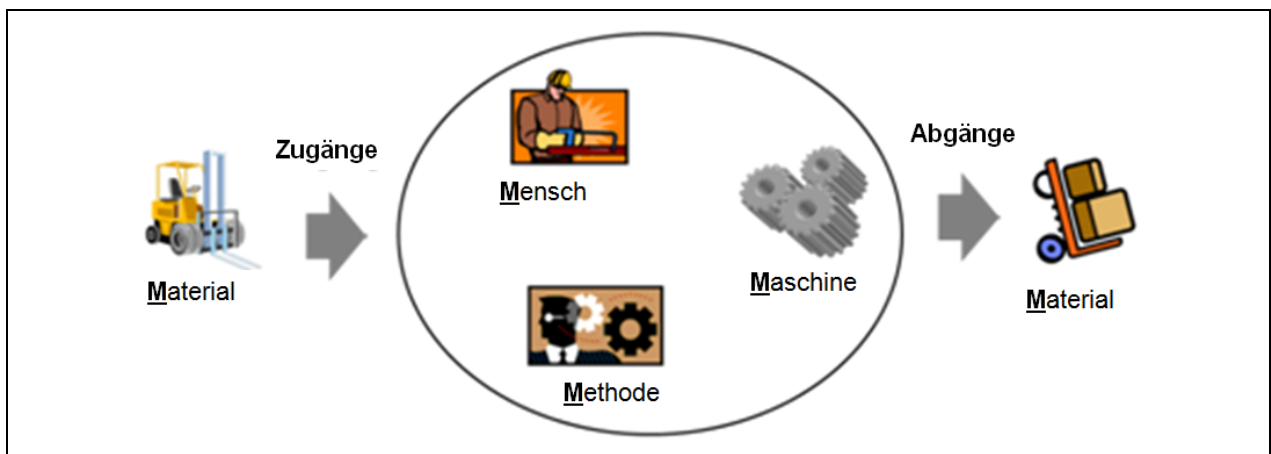 Zugänge
Abgänge
Mensch
Material
Maschine
Material
Methode